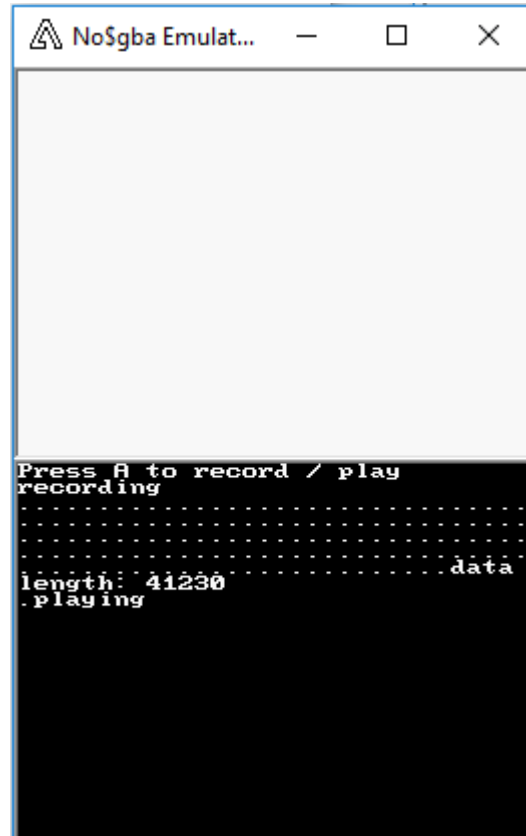 No$gba Emulat...
Press A to record / play
recording
................................
................................
................................
................................
...........................data
length: 41230
.playing